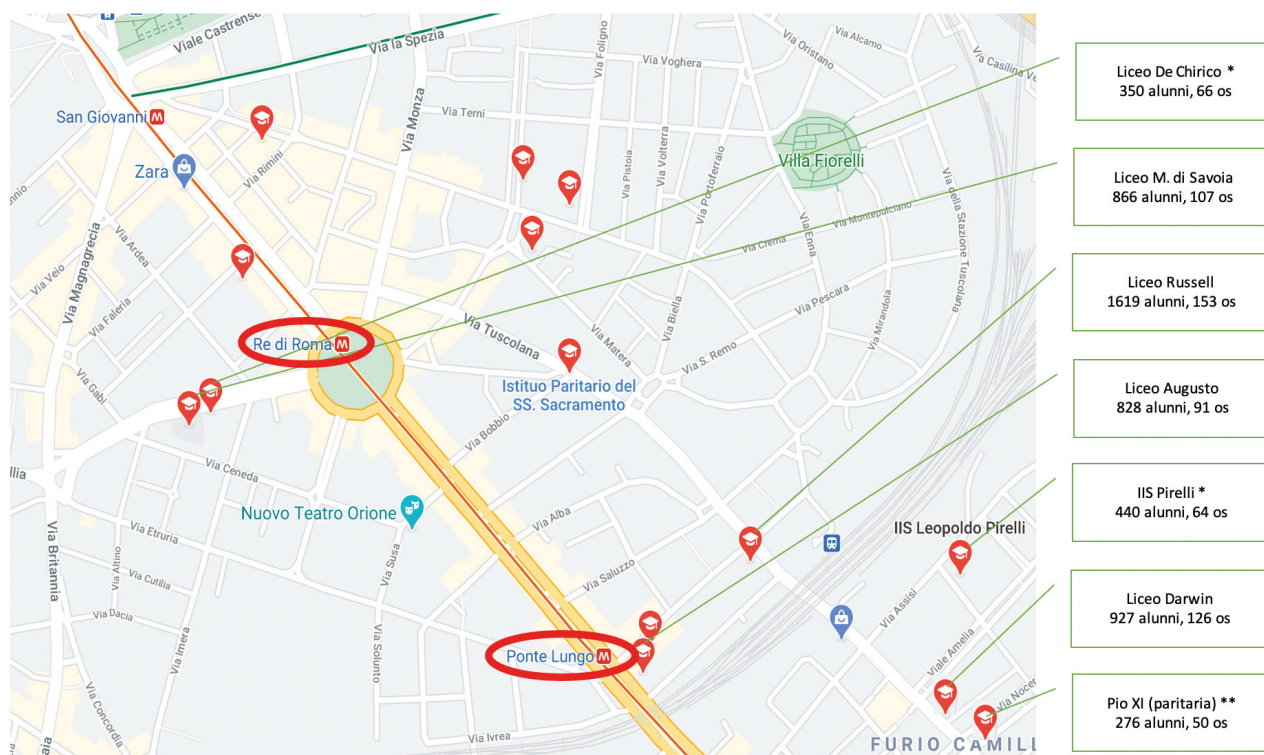 Viale Castrense
Via la Spezia
Via Foligno
Via Oristano
Via Alcamo
Via Casilina Ve
Via Voghera
San Giovanni M
Via Monza
Via Terni
Via Rimini
Zara
Via Pistoia
Via Volterra
Via Portoferraio
Villa Fiorelli
Via della Stazione Tuscolana
Via Montepulciano
Via Magnagrecia
Via Ardea
Via Velo
Via Crema
Via Enna
Via Faleria
Via Pescara
Via Mirandola
Via Biella
Via Tuscolana
Via Matera
Via S. Remo
Re di Roma M
Via Gabi
Istituo Paritario del
SS. Sacramento
Via Bobbio
llia
Via Ceneda
Nuovo Teatro Orione
Via Alba
Via Etruria
Via Altino
Via Cutilia
Via Susa
Via Saluzzo
IIS Leopoldo Pirelli
Via Britannia
Via Dacia
Via Imera
Via Assisi
Viale Amelia
Via Solunto
Ponte Lungo M
Via Concordia
Via Nocer
Via Ivrea
aia
FURIO CAMILL
Liceo De Chirico *
350 alunni, 66 os
Liceo M. di Savoia
866 alunni, 107 os
Liceo Russell
1619 alunni, 153 os
Liceo Augusto
828 alunni, 91 os
IIS Pirelli *
440 alunni, 64 os
Liceo Darwin
927 alunni, 126 os
Pio XI (paritaria) **
276 alunni, 50 os